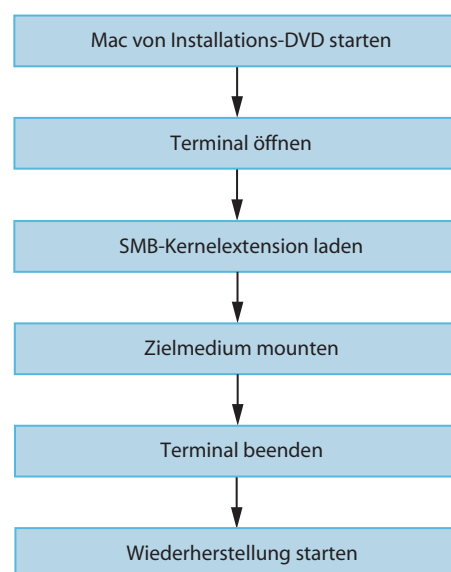 Mac von Installations-DVD starten
Terminal öffnen
SMB-Kernelextension laden
Zielmedium mounten
Terminal beenden
Wiederherstellung starten